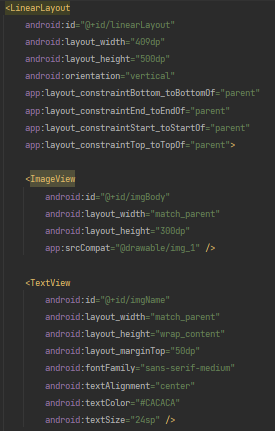 <LinearLayout
android:id="@+id/linearLayout"
android:layout_width="409dp"
android:layout_height="500dp"
android:orientation="vertical"
app:layout_constraintBottom_toBottomOf="parent"
app:layout_constraintEnd_toEndOf="parent"
app:layout_constraintStart_toStartOf="parent"
app:layout_constraintTop_toTopOf="parent">
<ImageView
android:id="@+id/imgBody"
android:layout_width="match_parent"
android:layout_height="300dp"
app:srcCompat="@drawable/img_1" />
<TextView
android:id="@+id/imgName"
android:layout_width="match_parent"
android:layout_height="wrap_content"
android:layout_marginTop="50dp"
android:fontFamily="sans-serif-medium"
android:textAlignment="center"
android:textColor="#CACACA"
android:textSize="24sp" />